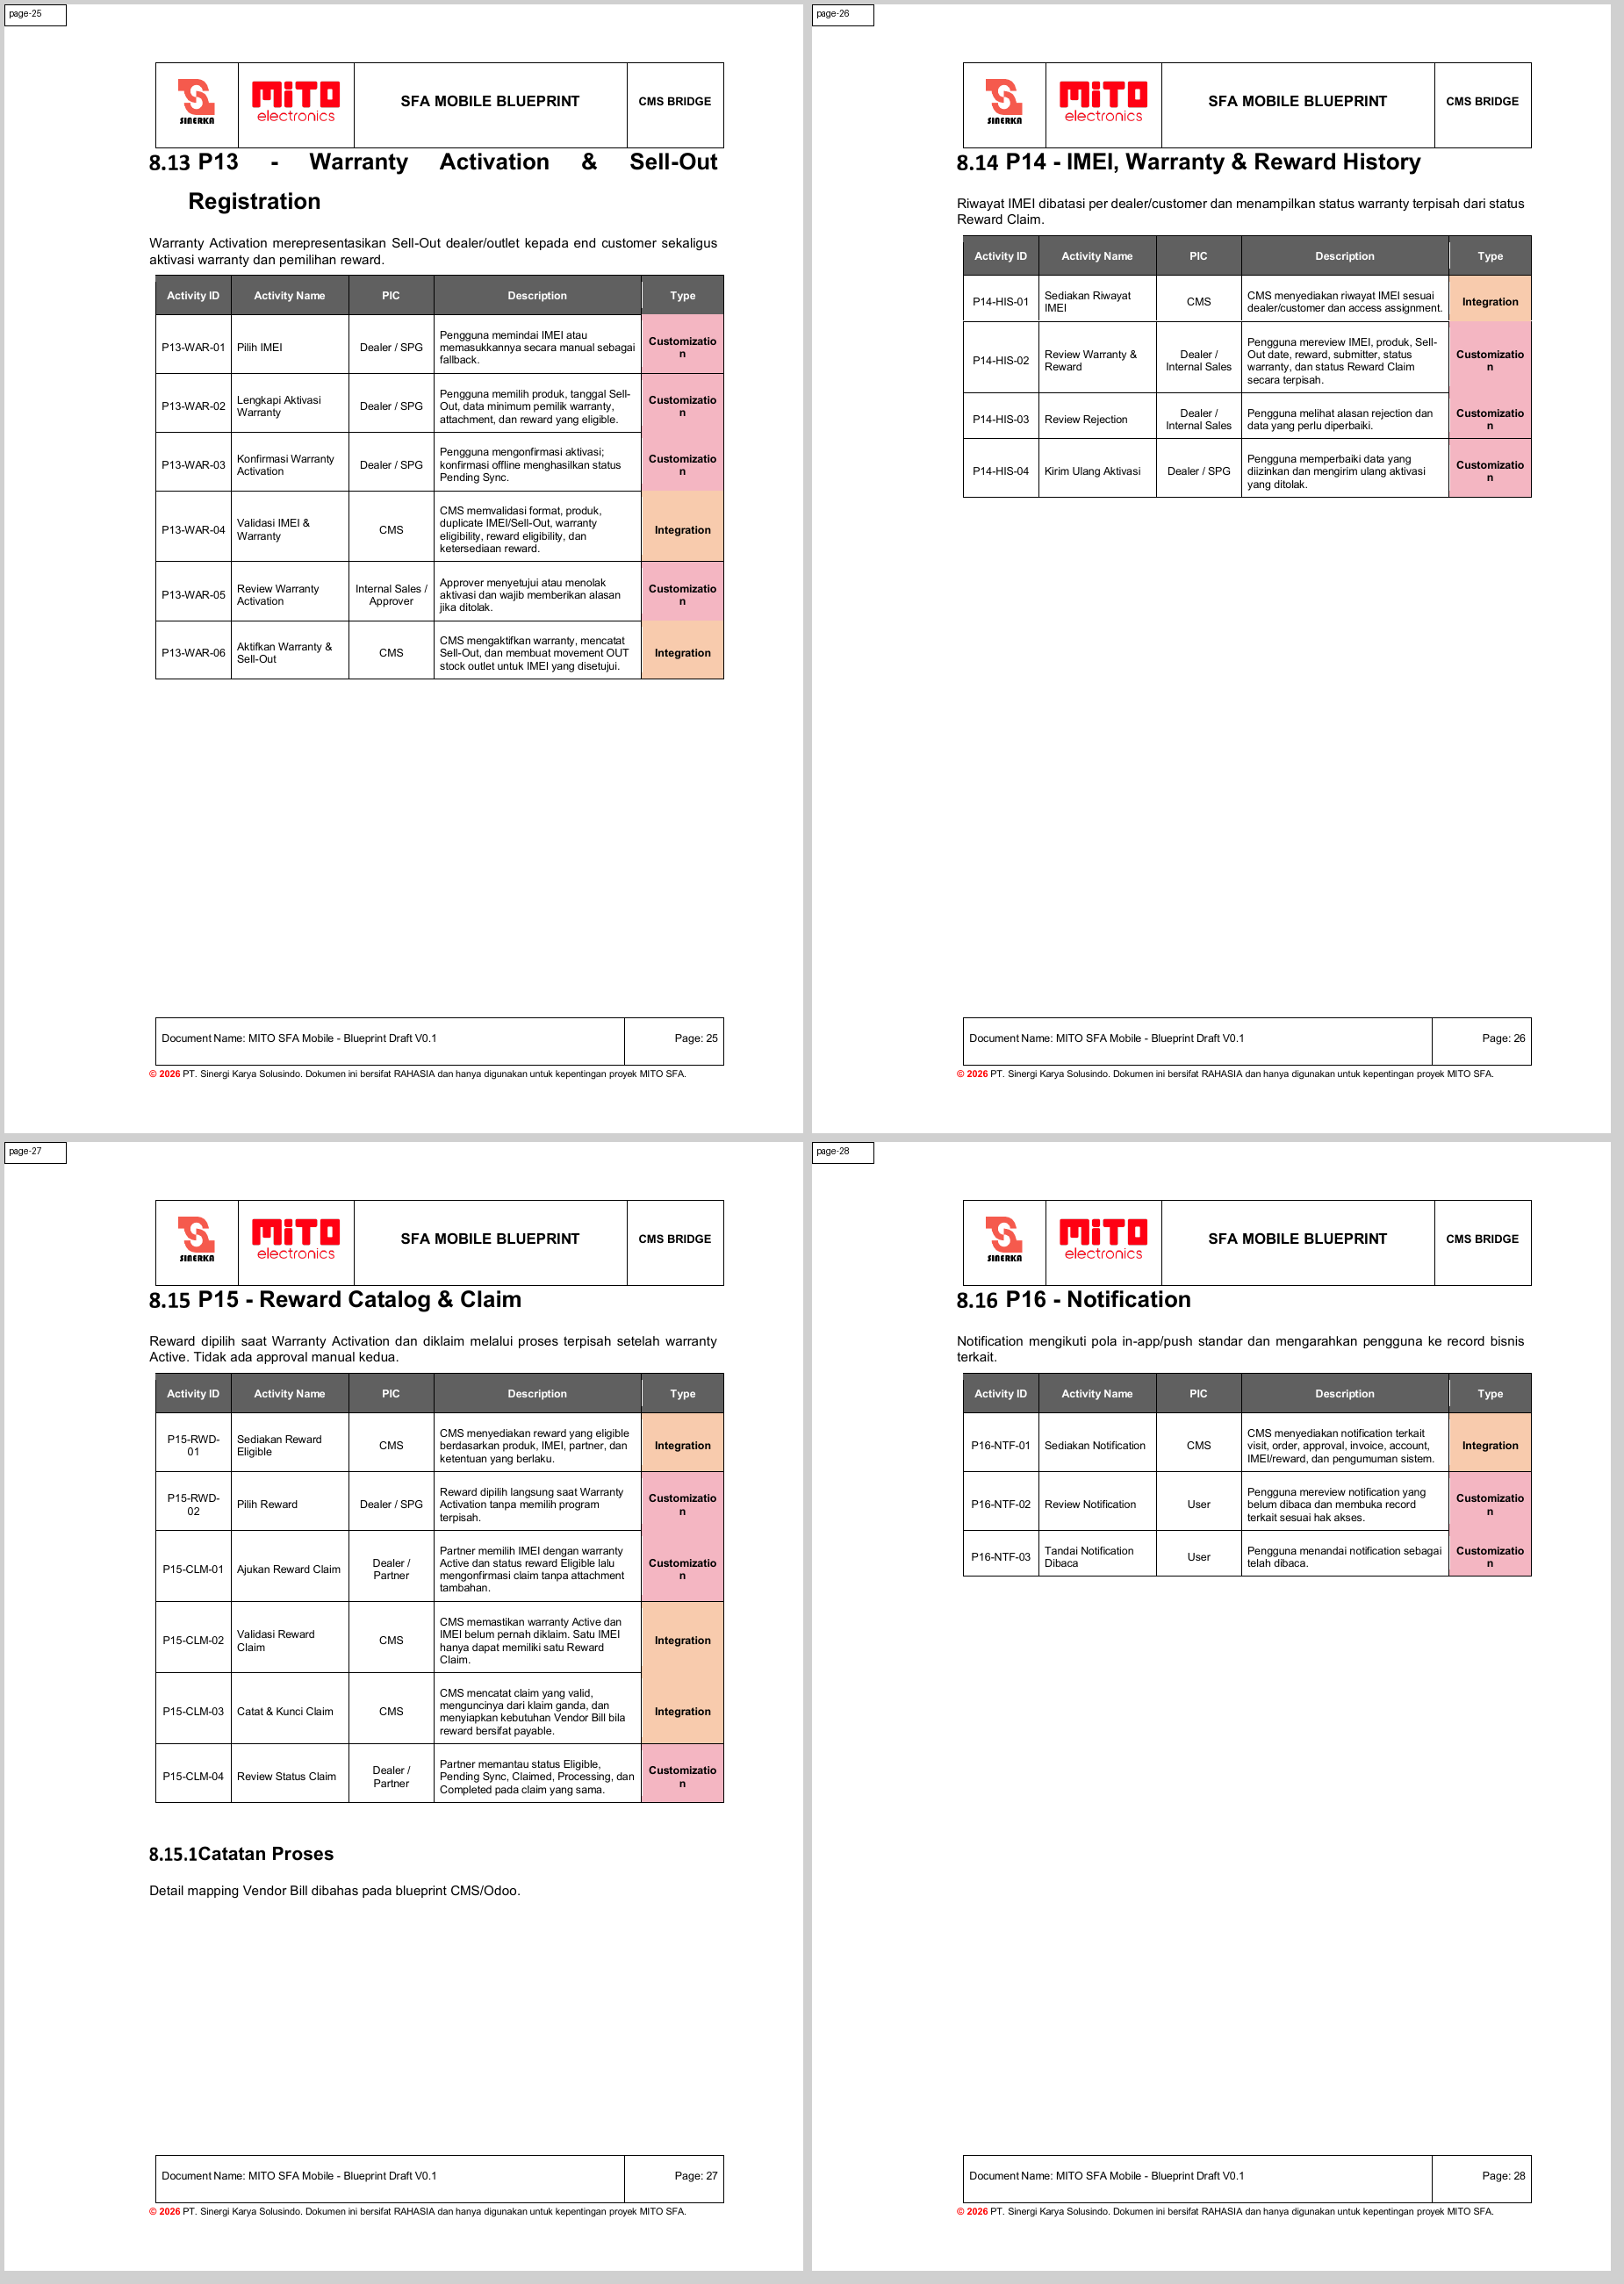 page-25
SINERKA
MiTO
electronics
SFA MOBILE BLUEPRINT
CMS BRIDGE
8.13 P13 - Warranty Activation & Sell-Out
Registration
Warranty Activation merepresentasikan Sell-Out dealer/outlet kepada end customer sekaligus
aktivasi warranty dan pemilihan reward.
Activity ID Activity Name PIC Description Type
P13-WAR-01 Pilih IMEI Dealer / SPG Pengguna memindai IMEI atau
memasukkannya secara manual sebagai
fallback.
Customizatio
n
P13-WAR-02 Lengkapi Aktivasi
Warranty
Dealer / SPG
Pengguna memilih produk, tanggal Sell-
Out, data minimum pemilik warranty,
attachment, dan reward yang eligible.
Customizatio
n
P13-WAR-03 Konfirmasi Warranty
Activation
Dealer / SPG
Pengguna mengonfirmasi aktivasi;
konfirmasi offline menghasilkan status
Pending Sync.
Customizatio
n
P13-WAR-04 Validasi IMEI &
Warranty
CMS
CMS memvalidasi format, produk,
duplicate IMEI/Sell-Out, warranty
eligibility, reward eligibility, dan
ketersediaan reward.
Integration
P13-WAR-05 Review Warranty
Activation
Internal Sales /
Approver
Approver menyetujui atau menolak
aktivasi dan wajib memberikan alasan
jika ditolak.
Customizatio
n
P13-WAR-06 Aktifkan Warranty &
Sell-Out
CMS
CMS mengaktifkan warranty, mencatat
Sell-Out, dan membuat movement OUT
stock outlet untuk IMEI yang disetujui.
Integration
Document Name: MITO SFA Mobile - Blueprint Draft V0.1 Page: 25
© 2026 PT. Sinergi Karya Solusindo. Dokumen ini bersifat RAHASIA dan hanya digunakan untuk kepentingan proyek MITO SFA.
page-26
SINERKA
MiTO
electronics
SFA MOBILE BLUEPRINT
CMS BRIDGE
8.14 P14 - IMEI, Warranty & Reward History
Riwayat IMEI dibatasi per dealer/customer dan menampilkan status warranty terpisah dari status
Reward Claim.
Activity ID Activity Name PIC Description Type
P14-HIS-01 Sediakan Riwayat
IMEI
CMS
CMS menyediakan riwayat IMEI sesuai
dealer/customer dan access assignment.
Integration
P14-HIS-02 Review Warranty &
Reward
Dealer /
Internal Sales
Pengguna mereview IMEI, produk, Sell-
Out date, reward, submitter, status
warranty, dan status Reward Claim
secara terpisah.
Customizatio
n
P14-HIS-03 Review Rejection
Dealer /
Internal Sales
Pengguna melihat alasan rejection dan
data yang perlu diperbaiki.
Customizatio
n
P14-HIS-04 Kirim Ulang Aktivasi Dealer / SPG
Pengguna memperbaiki data yang
diizinkan dan mengirim ulang aktivasi
yang ditolak.
Customizatio
n
Document Name: MITO SFA Mobile - Blueprint Draft V0.1 Page: 26
© 2026 PT. Sinergi Karya Solusindo. Dokumen ini bersifat RAHASIA dan hanya digunakan untuk kepentingan proyek MITO SFA.
page-27
SINERKA
MiTO
electronics
SFA MOBILE BLUEPRINT
CMS BRIDGE
8.15 P15 - Reward Catalog & Claim
Reward dipilih saat Warranty Activation dan diklaim melalui proses terpisah setelah warranty
Active. Tidak ada approval manual kedua.
Activity ID Activity Name PIC Description Type
P15-RWD-
01
Sediakan Reward
Eligible
CMS
CMS menyediakan reward yang eligible
berdasarkan produk, IMEI, partner, dan
ketentuan yang berlaku.
Integration
P15-RWD-
02
Pilih Reward Dealer / SPG
Reward dipilih langsung saat Warranty
Activation tanpa memilih program
terpisah.
Customizatio
n
P15-CLM-01 Ajukan Reward Claim
Dealer /
Partner
Partner memilih IMEI dengan warranty
Active dan status reward Eligible lalu
mengonfirmasi claim tanpa attachment
tambahan.
Customizatio
n
P15-CLM-02 Validasi Reward
Claim
CMS
CMS memastikan warranty Active dan
IMEI belum pernah diklaim. Satu IMEI
hanya dapat memiliki satu Reward
Claim.
Integration
P15-CLM-03 Catat & Kunci Claim CMS
CMS mencatat claim yang valid,
menguncinya dari klaim ganda, dan
menyiapkan kebutuhan Vendor Bill bila
reward bersifat payable.
Integration
P15-CLM-04 Review Status Claim
Dealer /
Partner
Partner memantau status Eligible,
Pending Sync, Claimed, Processing, dan
Completed pada claim yang sama.
Customizatio
n
8.15.1Catatan Proses
Detail mapping Vendor Bill dibahas pada blueprint CMS/Odoo.
Document Name: MITO SFA Mobile - Blueprint Draft V0.1 Page: 27
© 2026 PT. Sinergi Karya Solusindo. Dokumen ini bersifat RAHASIA dan hanya digunakan untuk kepentingan proyek MITO SFA.
page-28
SINERKA
MiTO
electronics
SFA MOBILE BLUEPRINT
CMS BRIDGE
8.16 P16 - Notification
Notification mengikuti pola in-app/push standar dan mengarahkan pengguna ke record bisnis
terkait.
Activity ID Activity Name PIC Description Type
P16-NTF-01 Sediakan Notification CMS
CMS menyediakan notification terkait
visit, order, approval, invoice, account,
IMEI/reward, dan pengumuman sistem.
Integration
P16-NTF-02 Review Notification User
Pengguna mereview notification yang
belum dibaca dan membuka record
terkait sesuai hak akses.
Customizatio
n
P16-NTF-03 Tandai Notification
Dibaca
User
Pengguna menandai notification sebagai
telah dibaca.
Customizatio
n
Document Name: MITO SFA Mobile - Blueprint Draft V0.1 Page: 28
© 2026 PT. Sinergi Karya Solusindo. Dokumen ini bersifat RAHASIA dan hanya digunakan untuk kepentingan proyek MITO SFA.